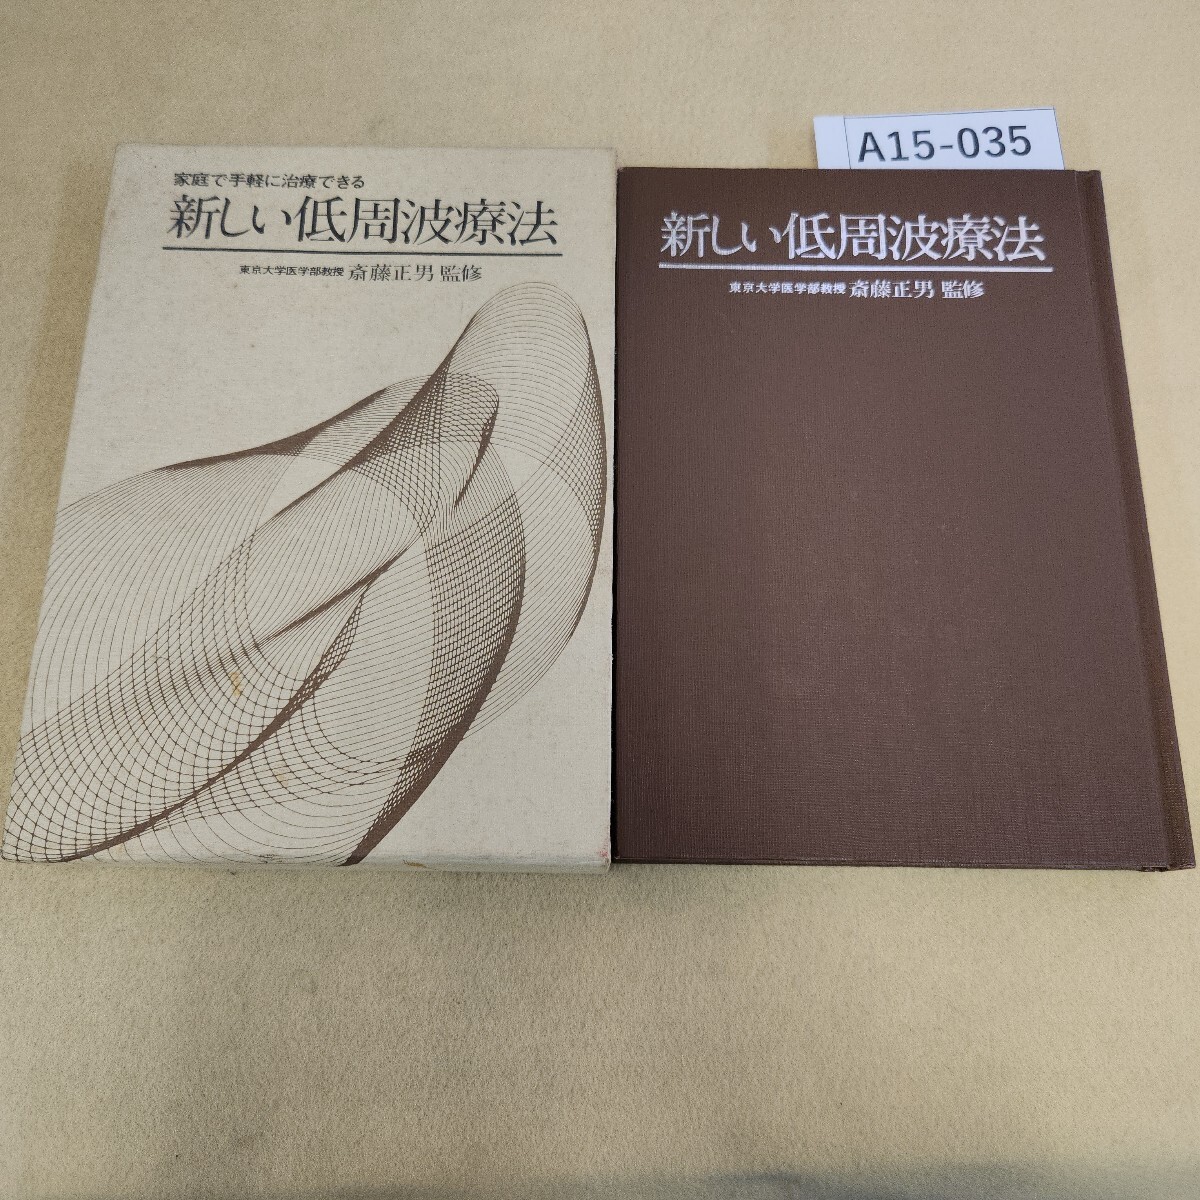 A15-035
家庭で手軽に治療できる
新しい低周波療法
東京大学医学部教授 斎藤正男 監修
新しい低周波療法
東京大学医学部教授 斎藤正男 監修